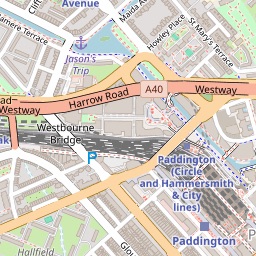 Avenue
Maida
Howley Place
St Mary's Terrace
Terrace
Jason's
Trip
A40
Westway
Harrow Road
Westway
Westbourne
Bridge
P
Paddington
(Circle
and Hammersmith
& City
lines)
Paddington
Hallfield